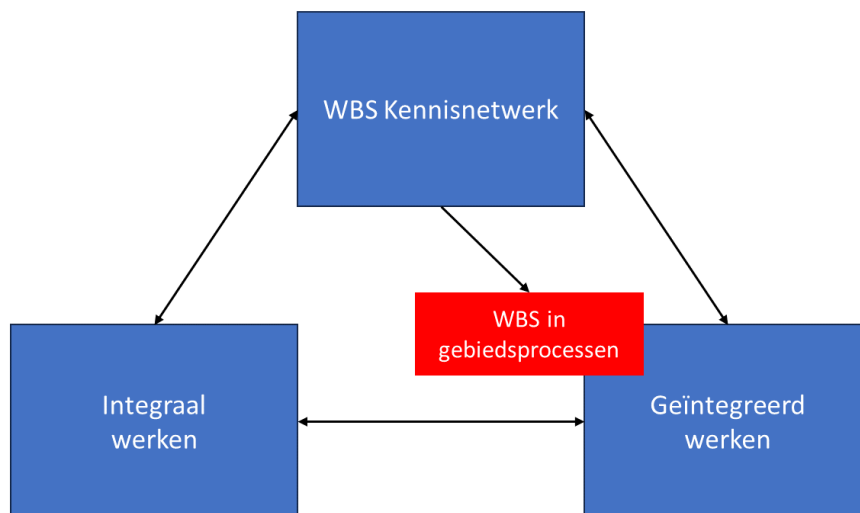 WBS Kennisnetwerk
WBS in
gebiedsprocessen
Integraal
werken
Geïntegreerd
werken